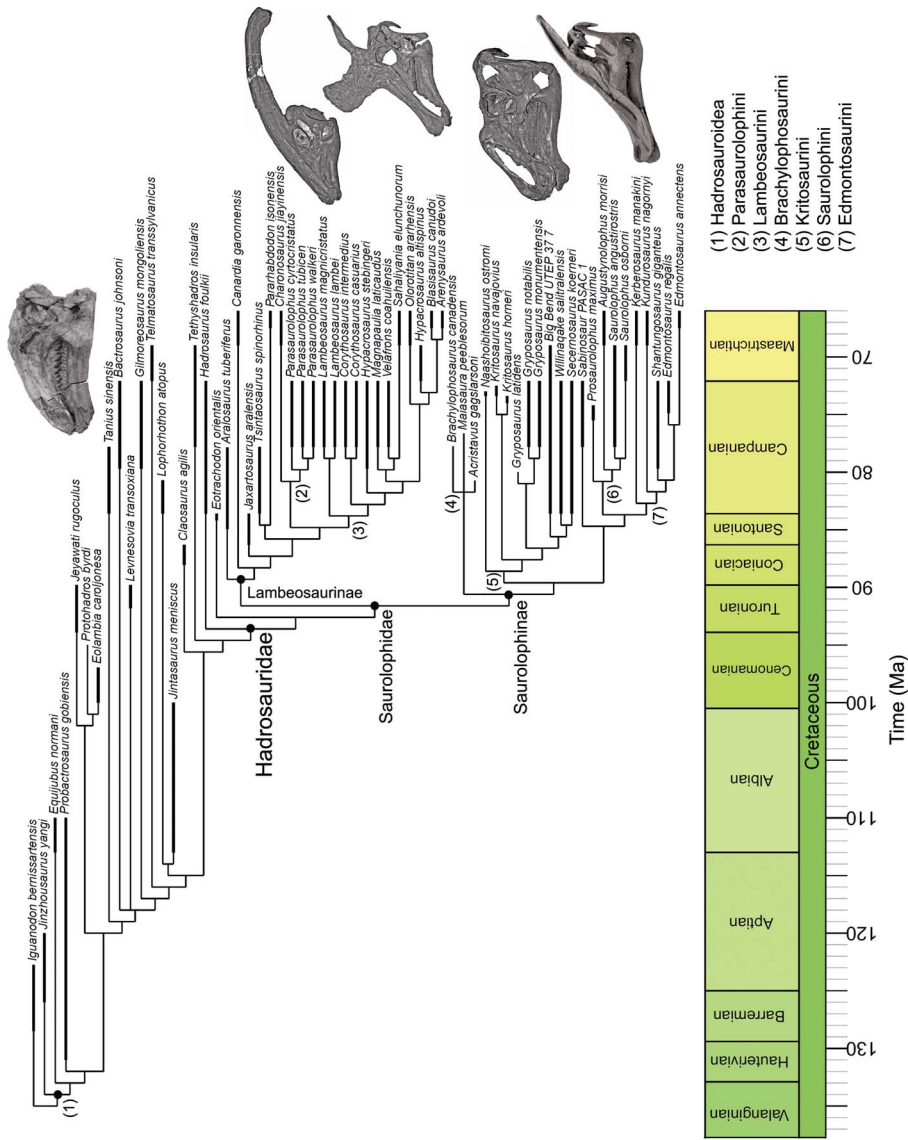 Iguanodon bernissartensis
Jinzhousaurus yangi
Equijubus normani
Probactrosaurus gobiensis
Jeyawati rugoculus
Protohadros byrdi
Eolambia caroljonesa
Tanius sinensis
Bactrosaurus johnsoni
Levnesovia transoxiana
Gilmoreosaurus mongoliensis
Telmatosaurus transsylvanicus
Lophorhothon atopus
Jintasaurus meniscus
Claosaurus agilis
Tethyshadros insularis
Hadrosaurus foulkii
Eotrachodon orientalis
Aralosaurus tuberiferus
Canardia garonnensis
Jaxartosaurus aralensis
Tsintaosaurus spinorhinus
Pararhabdodon isonensis
Charonosaurus jiayinensis
Parasaurolophus cyrtocristatus
Parasaurolophus tubicen
Parasaurolophus walkeri
Lambeosaurus magnicristatus
Lambeosaurus lambei
Corythosaurus intermedius
Corythosaurus casuarius
Hypacrosaurus stebingeri
Magnapaulia laticaudus
Velafrons coahuilensis
Sahaliyania elunchunorum
Olorotitan ararhensis
Hypacrosaurus altispinus
Blasisaurus canudoi
Arenysaurus ardevoli
Brachylophosaurus canadensis
Maiasaura peeblesorum
Acristavus gagslarsoni
Naashoibitosaurus ostromi
Kritosaurus navajovius
Kritosaurus horneri
Gryposaurus latidens
Gryposaurus notabilis
Gryposaurus monumentensis
Big Bend UTEP 37.7
Willinaqake salitralensis
Secernosaurus koerneri
Sabinosaur PASAC 1
Prosaurolophus maximus
Augustynolophus morrisi
Saurolophus angustirostris
Saurolophus osborni
Kerberosaurus manakini
Kundurosaurus nagornyi
Shantungosaurus giganteus
Edmontosaurus regalis
Edmontosaurus annectens
(1)
(2)
(3)
(4)
(5)
(6)
(7)
Hadrosauridae
Lambeosaurinae
Saurolophidae
Saurolophinae
(1) Hadrosauroidea
(2) Parasaurolophini
(3) Lambeosaurini
(4) Brachylophosaurini
(5) Kritosaurini
(6) Saurolophini
(7) Edmontosaurini
Valanginian
Hauterivian
Barremian
Aptian
Albian
Cenomanian
Turonian
Coniacian
Santonian
Campanian
Maastrichtian
Cretaceous
130
120
110
100
90
80
70
Time (Ma)